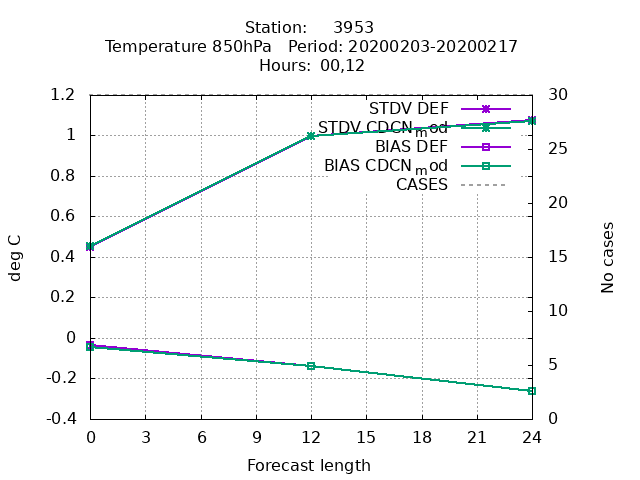 Station: 3953
Temperature 850hPa Period: 20200203-20200217
Hours: 00,12
1.2
1
0.8
0.6
0.4
0.2
0
-0.2
-0.4
30
25
20
15
10
5
0
STDV DEF
STDV CDCNmod
BIAS DEF
BIAS CDCNmod
CASES
deg C
No cases
0 3 6 9 12 15 18 21 24
Forecast length